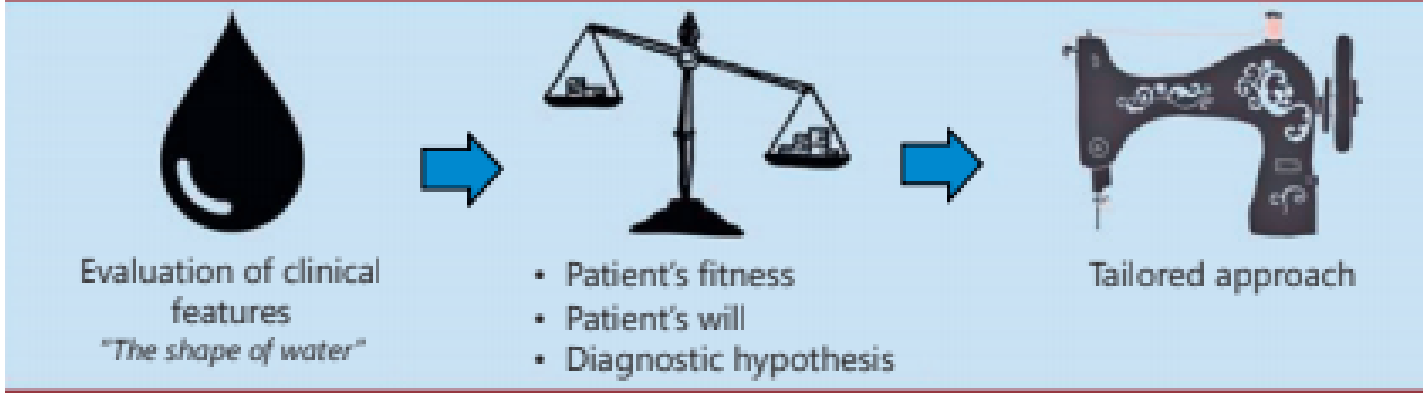 Evaluation of clinical
features
"The shape of water"
• Patient's fitness
• Patient's will
• Diagnostic hypothesis
Tailored approach